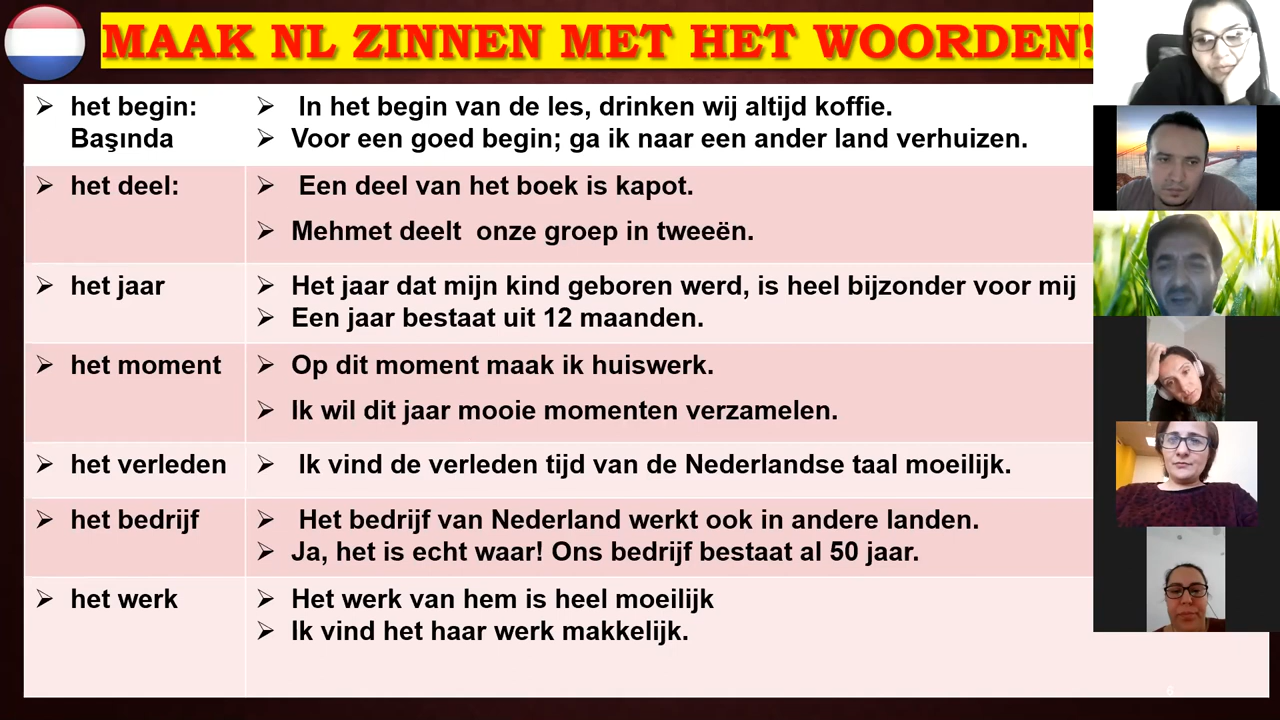 MAAK NL ZINNEN MET HET WOORDEN!
het begin:
Başında
In het begin van de les, drinken wij altijd koffie.
Voor een goed begin; ga ik naar een ander land verhuizen.
het deel:
Een deel van het boek is kapot.
Mehmet deelt onze groep in tweeën.
het jaar
Het jaar dat mijn kind geboren werd, is heel bijzonder voor mij
Een jaar bestaat uit 12 maanden.
het moment
Op dit moment maak ik huiswerk.
Ik wil dit jaar mooie momenten verzamelen.
het verleden
Ik vind de verleden tijd van de Nederlandse taal moeilijk.
het bedrijf
Het bedrijf van Nederland werkt ook in andere landen.
Ja, het is echt waar! Ons bedrijf bestaat al 50 jaar.
het werk
Het werk van hem is heel moeilijk
Ik vind het haar werk makkelijk.
6